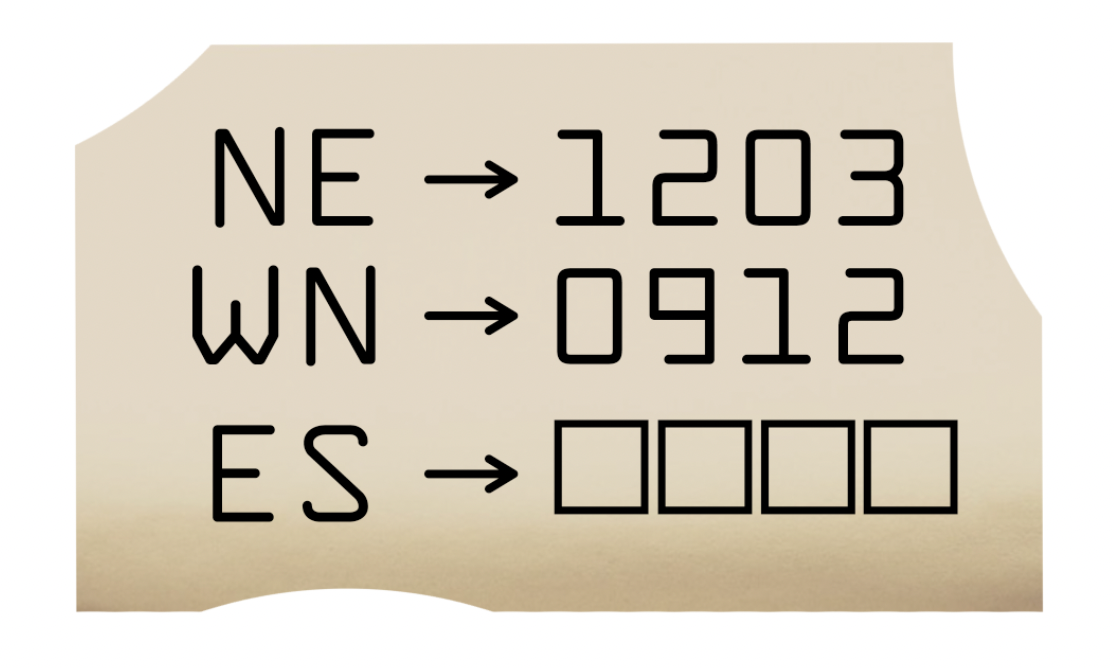 NE → 1203
WN → 0912
ES → □□□□